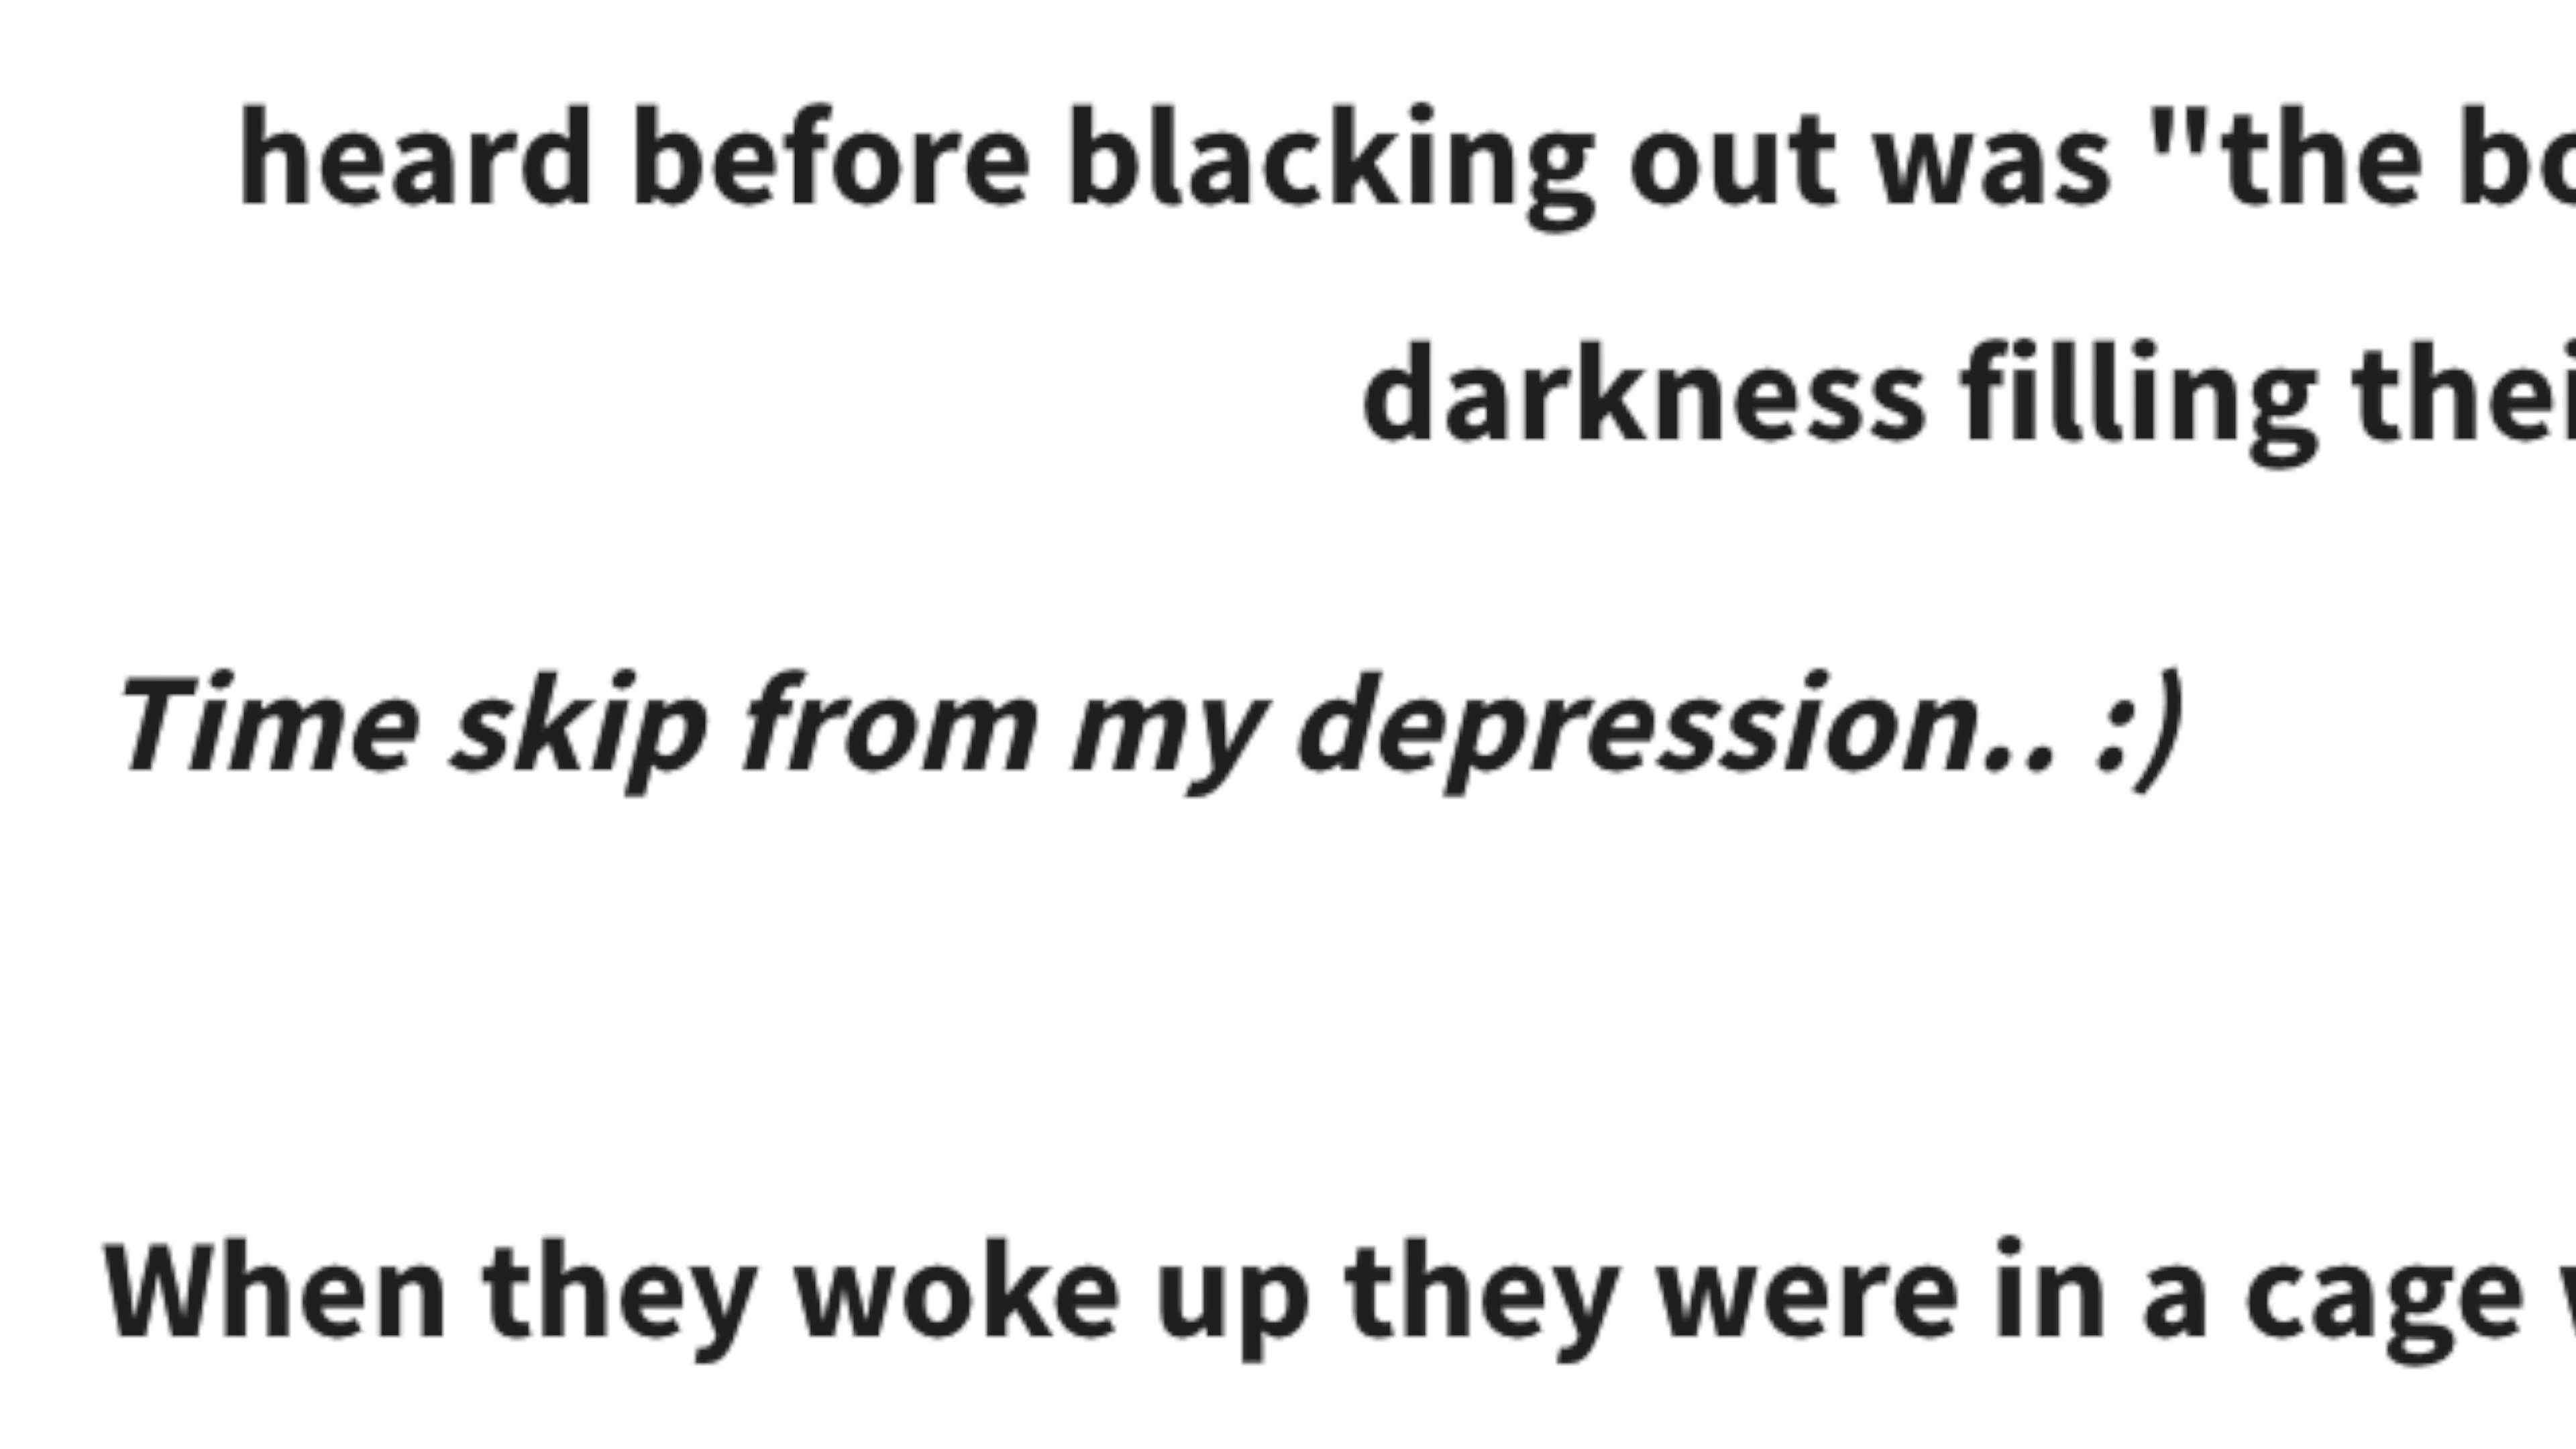 heard before blacking out was "the
darkness filling
Time skip from my depression.. :)
When they woke up they were in a cage